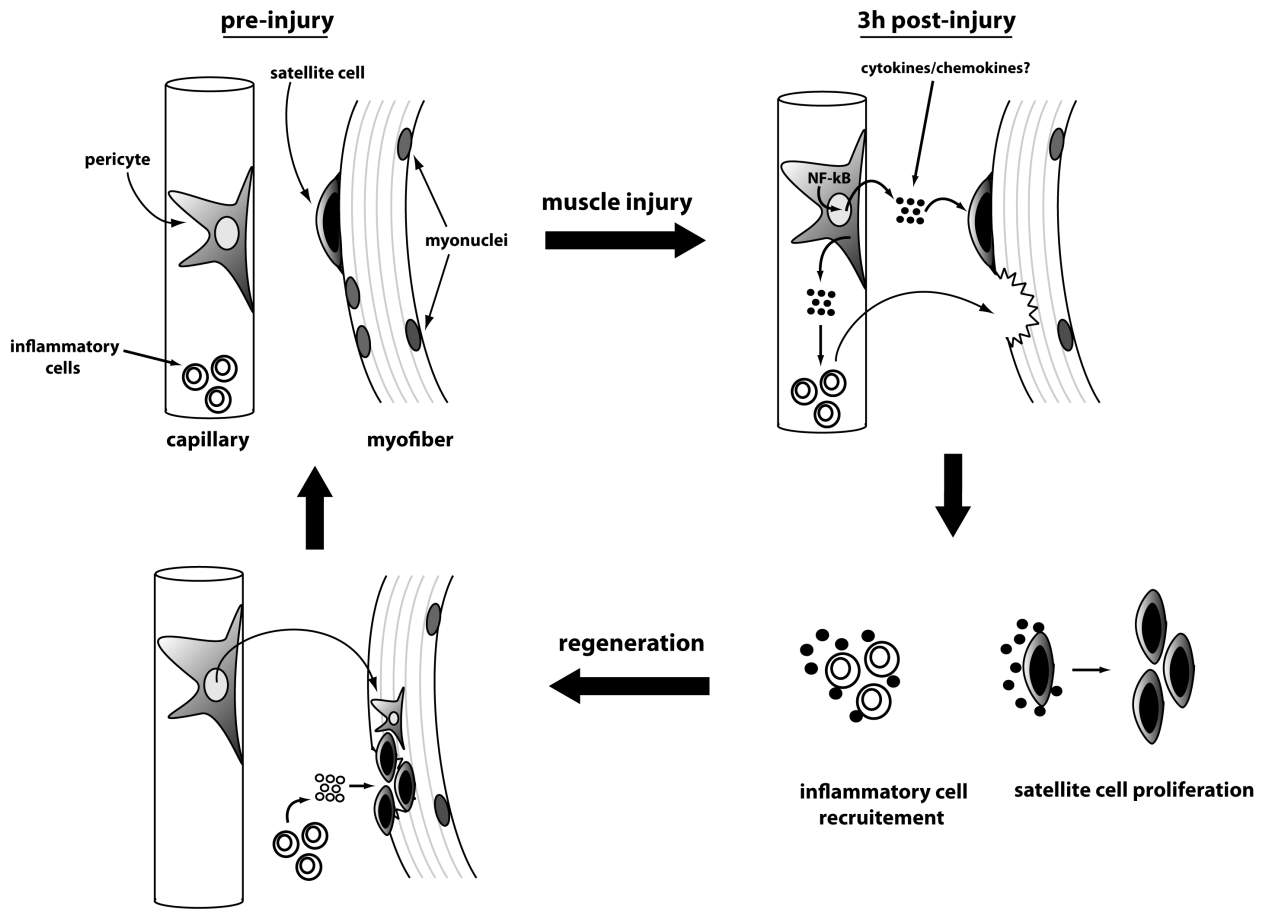 pre-injury
3h post-injury
satellite cell
cytokines/chemokines?
pericyte
NF-kB
muscle injury
myonuclei
inflammatory
cells
capillary
myofiber
regeneration
inflammatory cell
recruitement
satellite cell proliferation